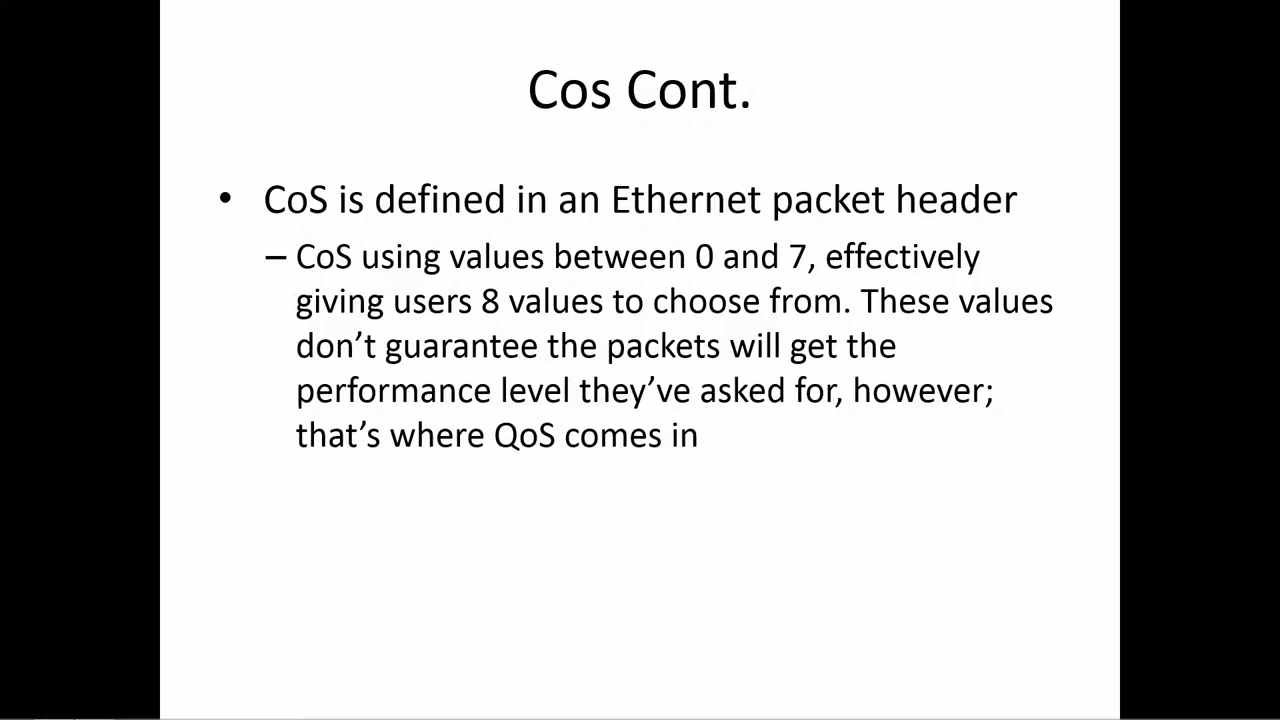 Cos Cont.
• CoS is defined in an Ethernet packet header
– CoS using values between 0 and 7, effectively
giving users 8 values to choose from. These values
don’t guarantee the packets will get the
performance level they’ve asked for, however;
that’s where QoS comes in